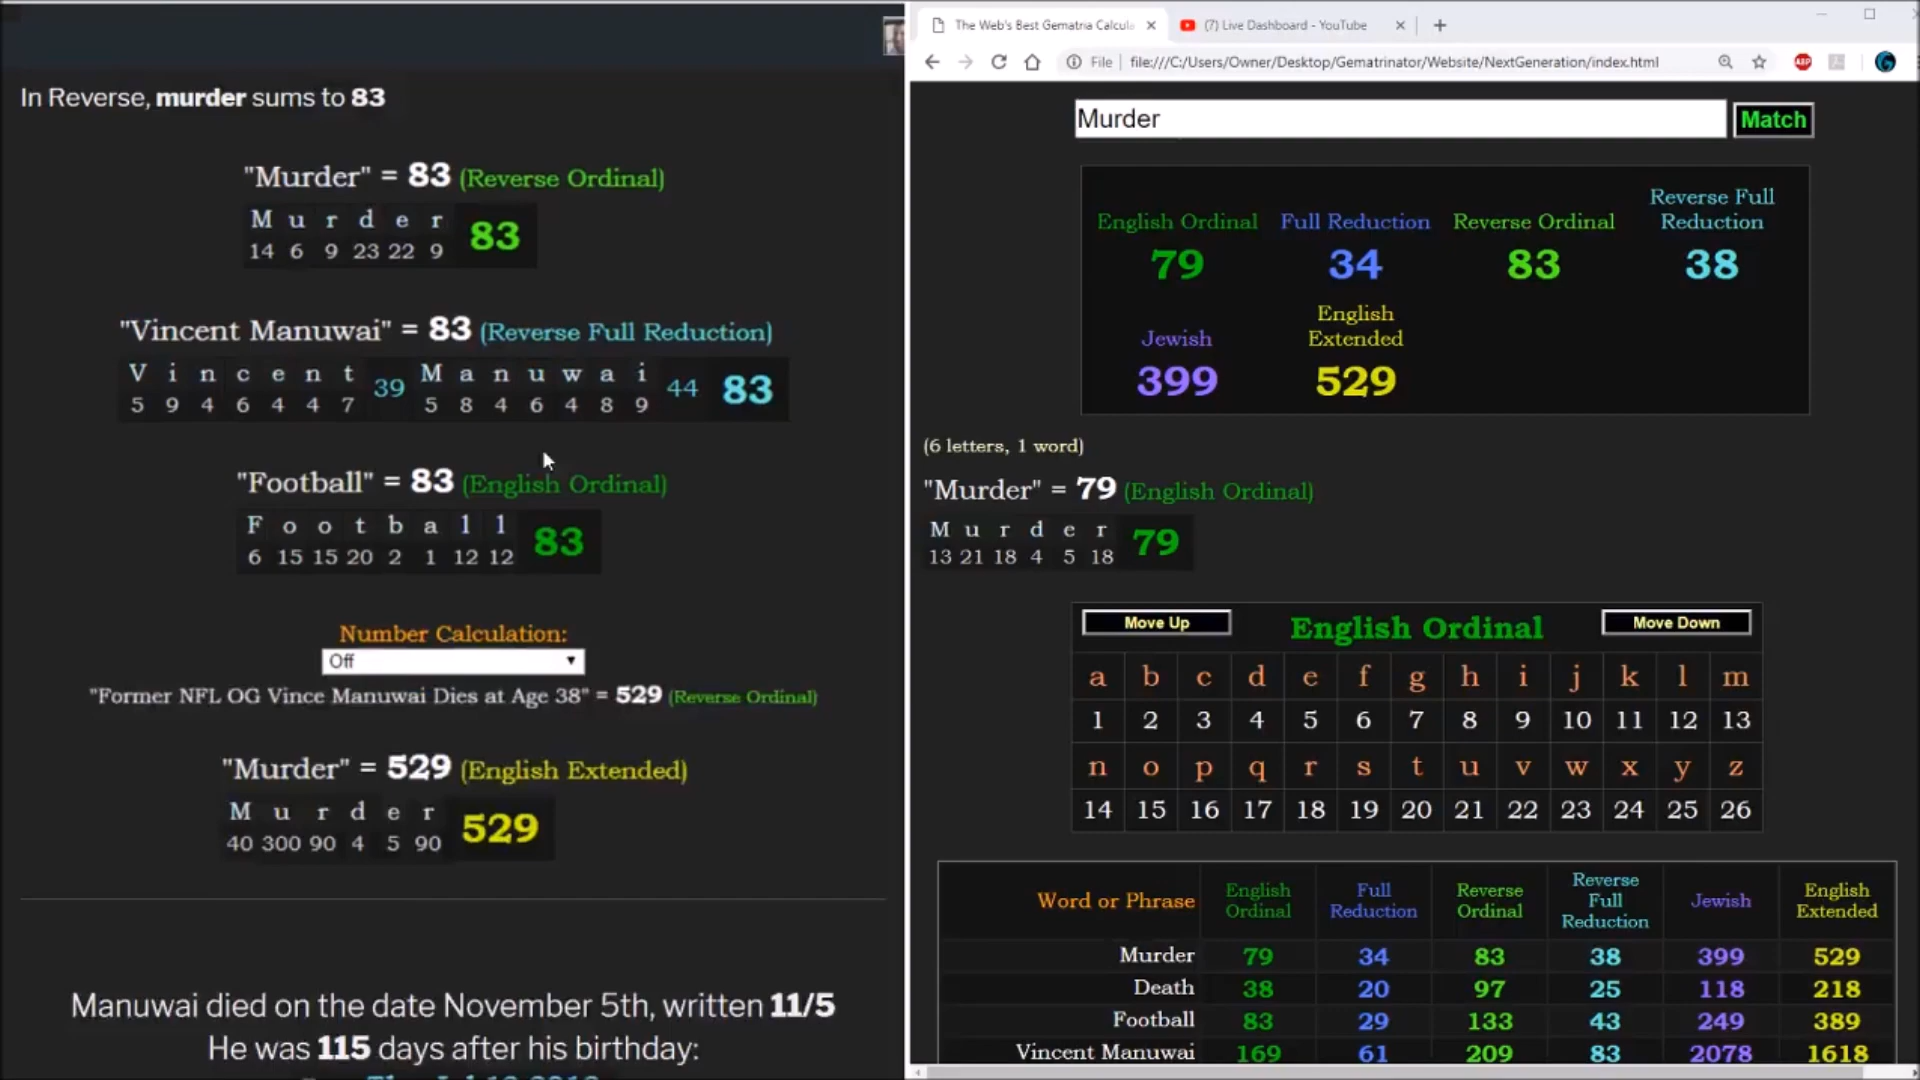 In Reverse, murder sums to 83
"Murder" = 83 (Reverse Ordinal)
M u r d e r
14 6 9 23 22 9
83
"Vincent Manuwai" = 83 (Reverse Full Reduction)
V i n c e n t 39 M a n u w a i 44 83
5 9 4 6 4 4 7 5 8 4 6 4 8 9
"Football" = 83 (English Ordinal)
F o o t b a l l
6 15 15 20 2 1 12 12
83
Number Calculation:
Off
"Former NFL OG Vince Manuwai Dies at Age 38" = 529 (Reverse Ordinal)
"Murder" = 529 (English Extended)
M u r d e r
40 300 90 4 5 90
529
Manuwai died on the date November 5th, written 11/5
He was 115 days after his birthday:
The Web's Best Gematria Calcula
(7) Live Dashboard - YouTube
File | file:///C:/Users/Owner/Desktop/Gematrinator/Website/NextGeneration/index.html
ABP
Murder
Match
English Ordinal Full Reduction Reverse Ordinal Reverse Full Reduction
79 34 83 38
Jewish English Extended
399 529
(6 letters, 1 word)
"Murder" = 79 (English Ordinal)
M u r d e r
13 21 18 4 5 18
79
Move Up English Ordinal Move Down
a b c d e f g h i j k l m
1 2 3 4 5 6 7 8 9 10 11 12 13
n o p q r s t u v w x y z
14 15 16 17 18 19 20 21 22 23 24 25 26
Word or Phrase English Ordinal Full Reduction Reverse Ordinal Reverse Full Reduction Jewish English Extended
Murder 79 34 83 38 399 529
Death 38 20 97 25 118 218
Football 83 29 133 43 249 389
Vincent Manuwai 169 61 209 83 2078 1618